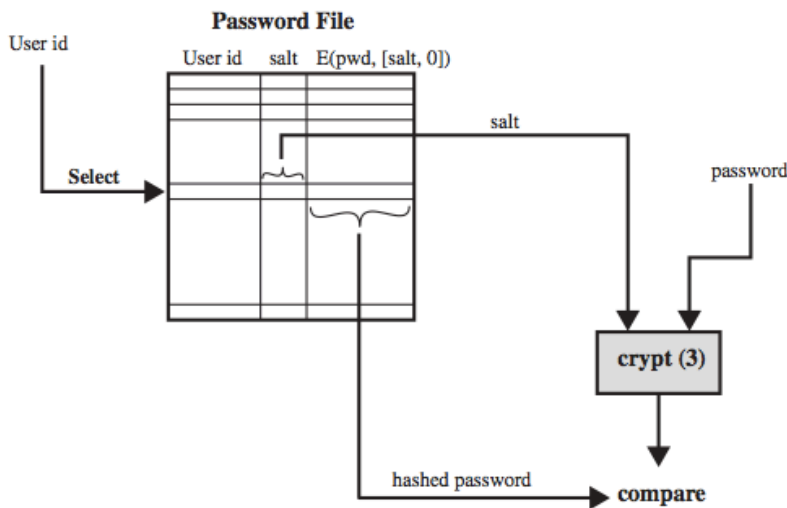 Password File
User id
User id salt E(pwd, [salt, 0])
salt
Select
password
crypt (3)
hashed password
compare